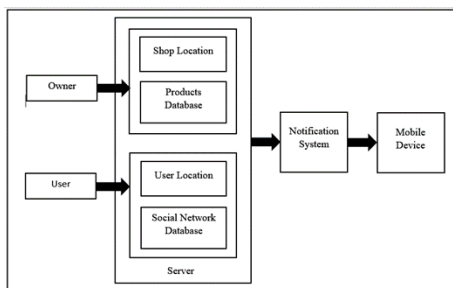 Shop Location
Owner
Products
Database
Notification
System
Mobile
Device
User
User Location
Social Network
Database
Server